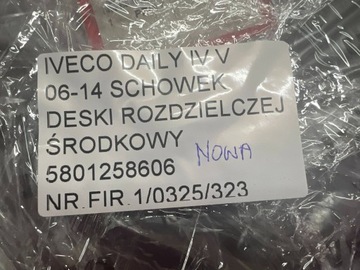 IVECO DAILY IV V
06-14 SCHOWEK
DESKI ROZDZIELCZEJ
ŚRODKOWY
5801258606 NOWA
NR.FIR.1/0325/323